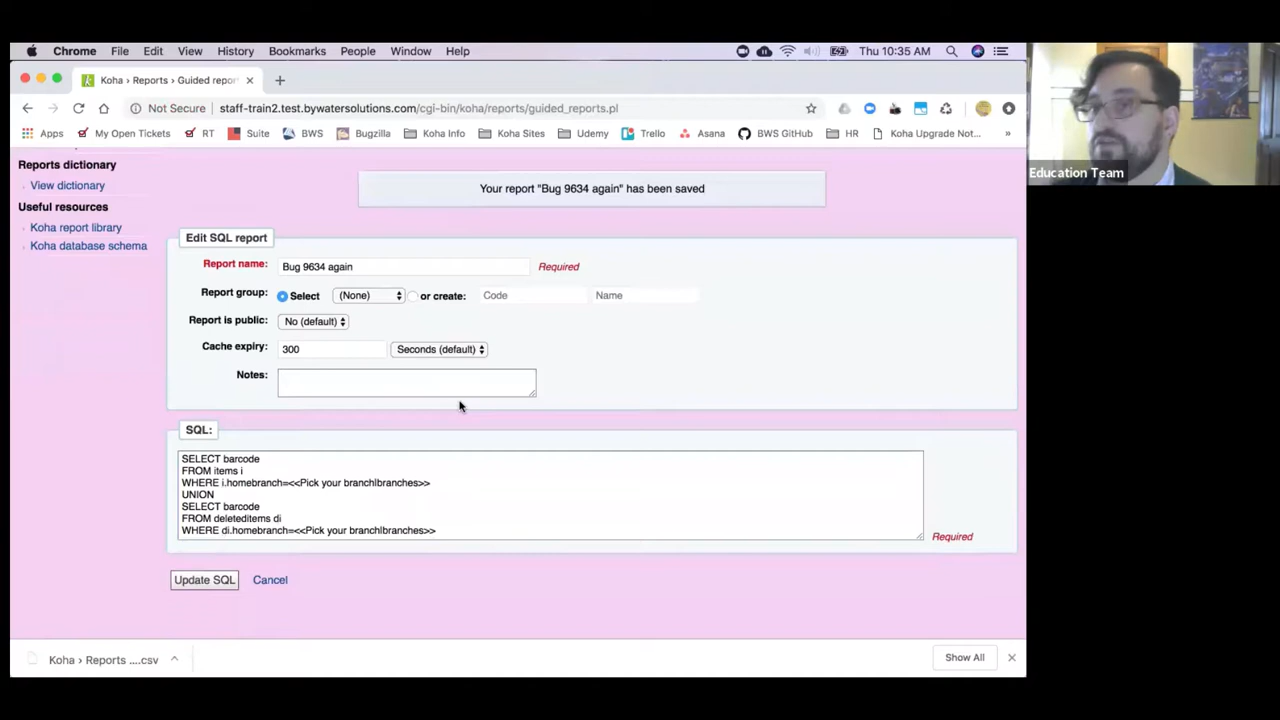 Chrome File Edit View History Bookmarks People Window Help Thu 10:35 AM
Koha › Reports › Guided repor
Not Secure staff-train2.test.bywatersolutions.com/cgi-bin/koha/reports/guided_reports.pl
Apps My Open Tickets RT Suite BWS Bugzilla Koha Info Koha Sites Udemy Trello Asana BWS GitHub HR Koha Upgrade Not... »
Education Team
Reports dictionary
View dictionary
Useful resources
Koha report library
Koha database schema
Your report "Bug 9634 again" has been saved
Edit SQL report
Report name: Bug 9634 again Required
Report group: Select (None) or create: Code Name
Report is public: No (default)
Cache expiry: 300 Seconds (default)
Notes:
SQL:
SELECT barcode
FROM items i
WHERE i.homebranch=<<Pick your branch|branches>>
UNION
SELECT barcode
FROM deleteditems di
WHERE di.homebranch=<<Pick your branch|branches>>
Required
Update SQL Cancel
Koha › Reports ....csv Show All